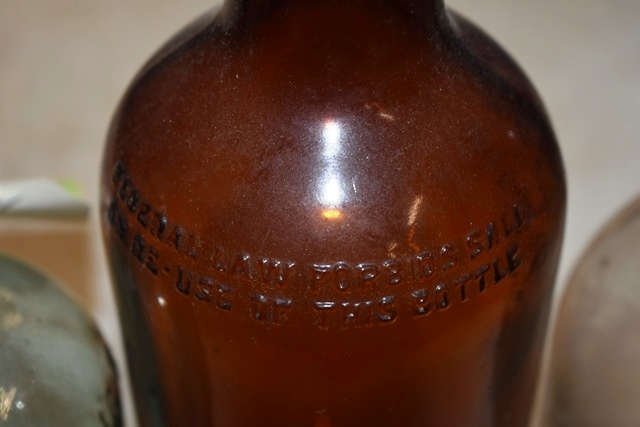 FEDERAL LAW FORBIDS SALE
OR RE-USE OF THIS BOTTLE